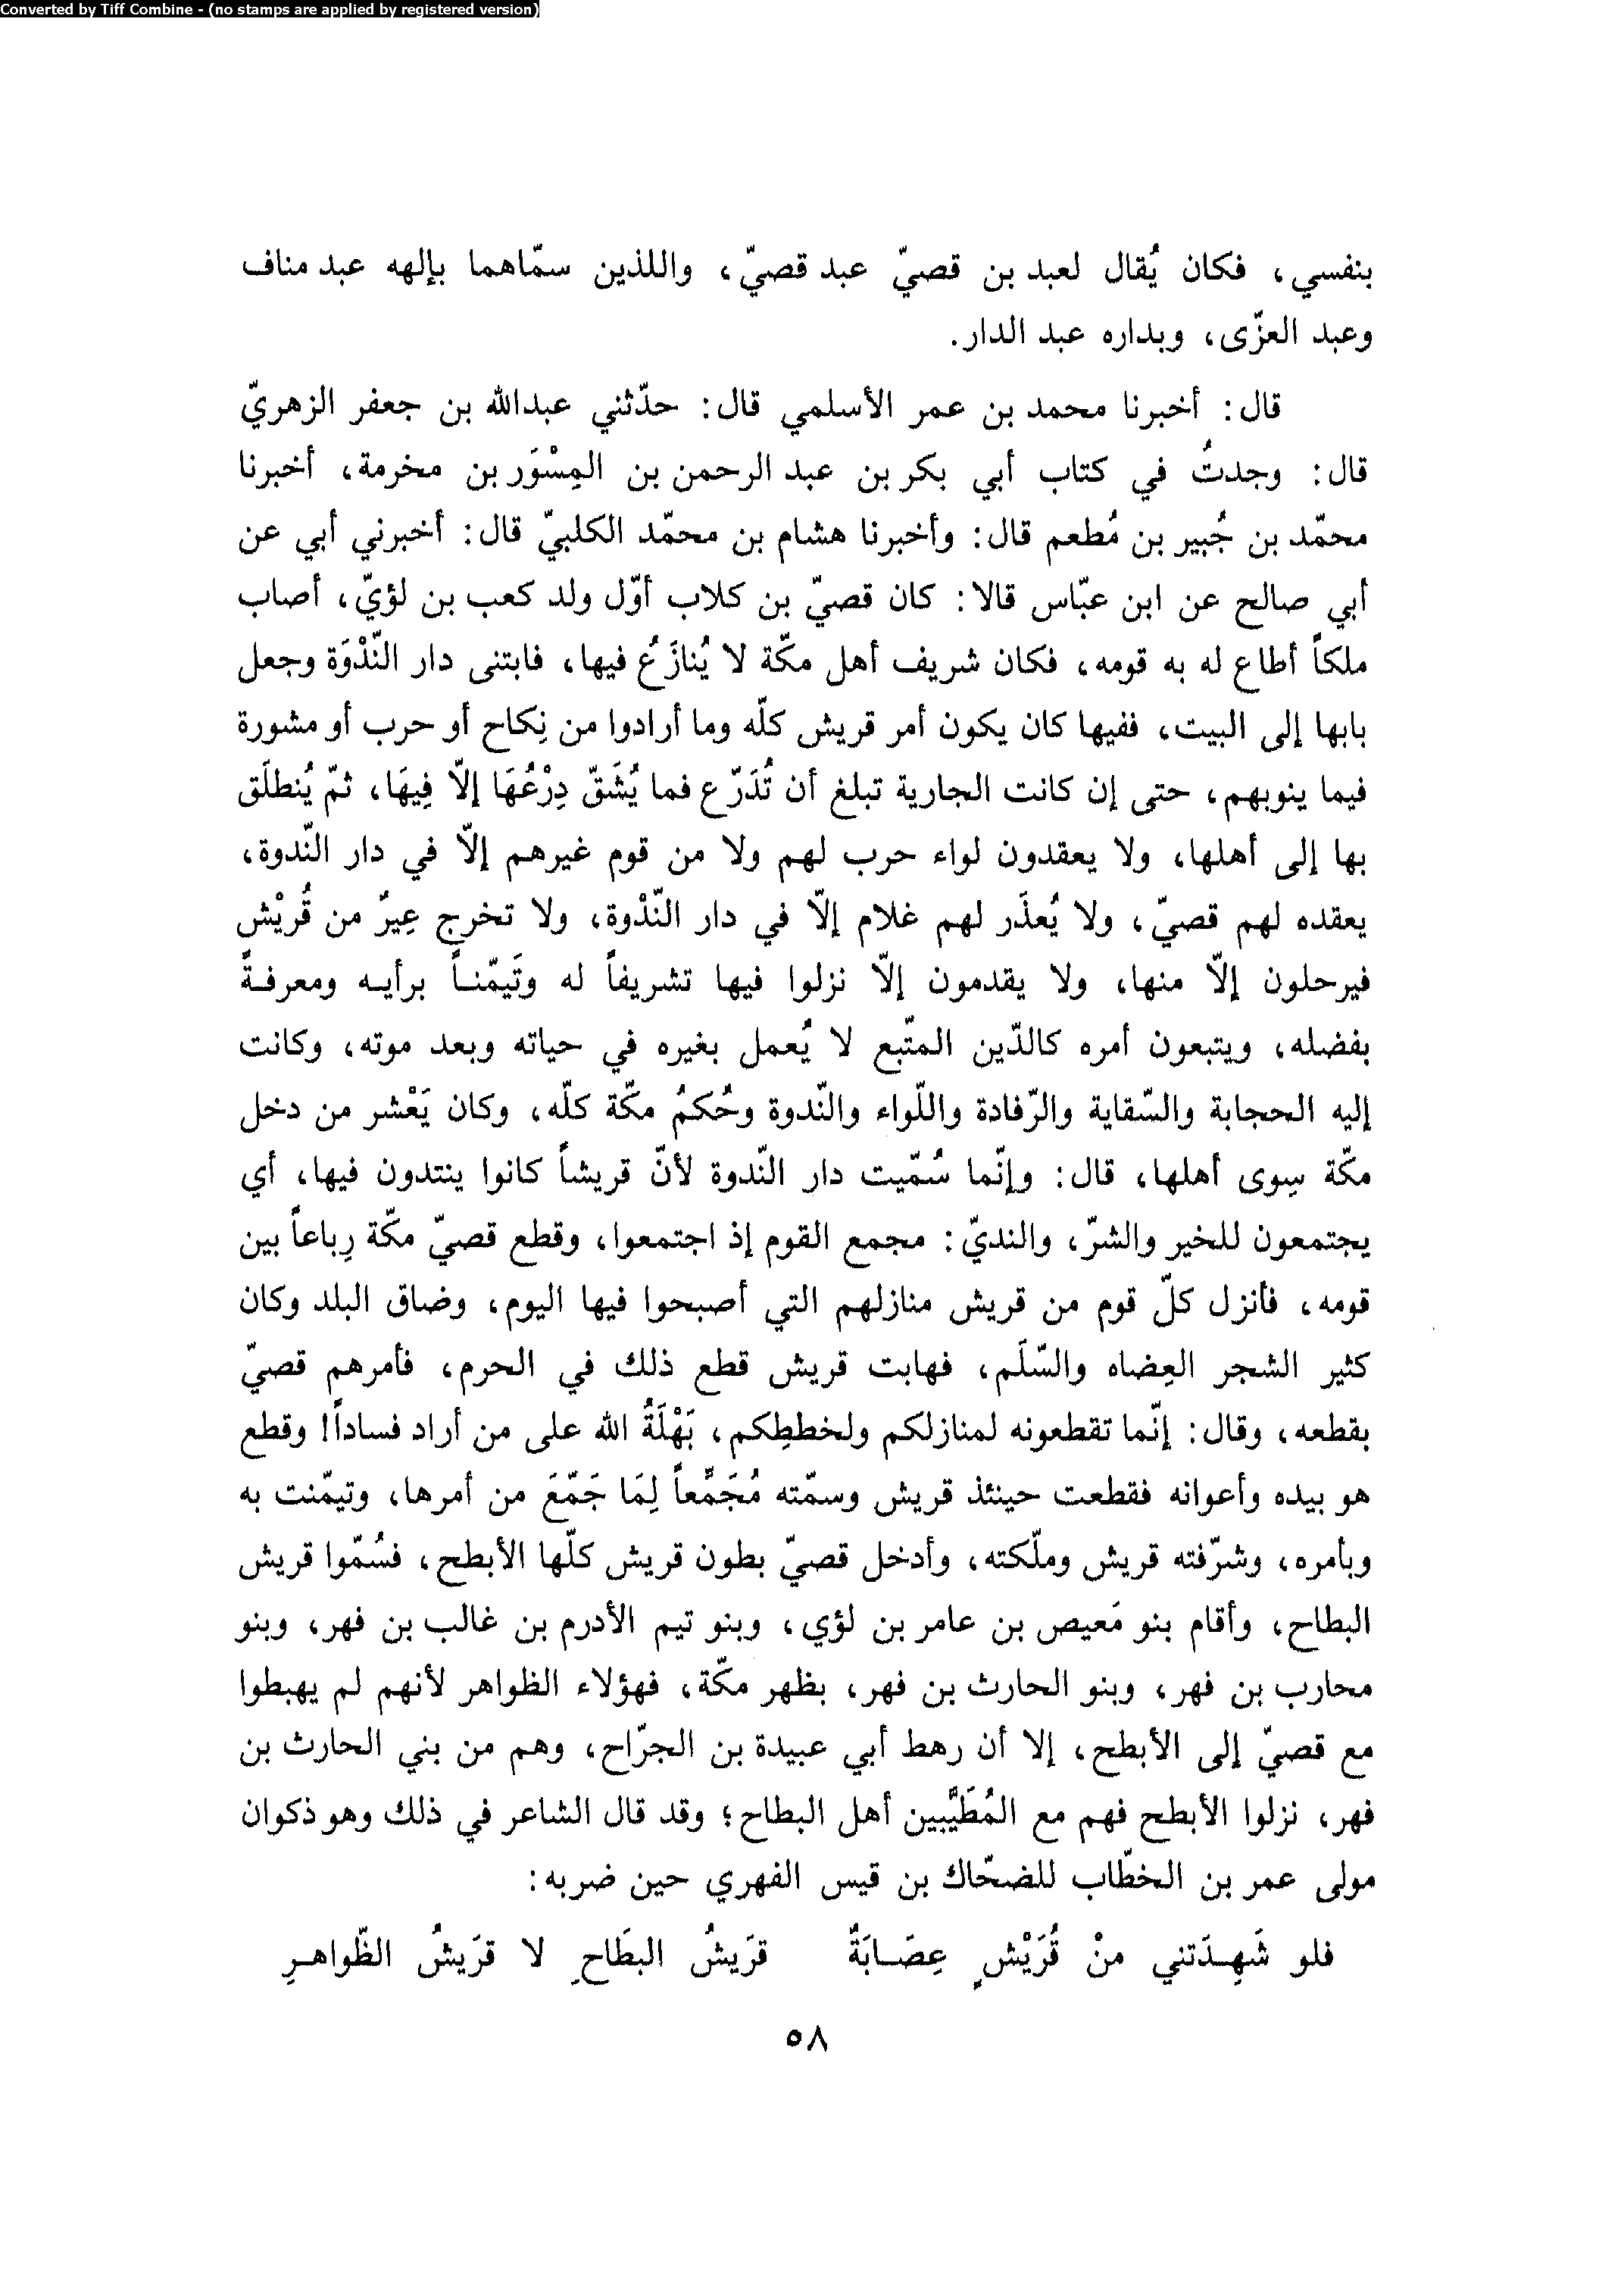 Converted by Tiff Combine - (no stamps are applied by registered version)
بنفسي، فكان يُقال لعبد بن قصيّ عبد قصيّ، واللذين سمّاهما بإلهه عبد مناف
وعبد العزّى، وبداره عبد الدار.
قال: أخبرنا محمد بن عمر الأسلمي قال: حدّثني عبدالله بن جعفر الزهريّ
قال: وجدتُ في كتاب أبي بكر بن عبد الرحمن بن المِسْوَر بن مخرمة، أخبرنا
محمّد بن جُبير بن مُطعم قال: وأخبرنا هشام بن محمّد الكلبيّ قال: أخبرني أبي عن
أبي صالح عن ابن عبّاس قالا: كان قصيّ بن كلاب أوّل ولد كعب بن لؤيّ، أصاب
ملكاً أطاع له به قومه، فكان شريف أهل مكّة لا يُنازَعُ فيها، فابتنى دار النّدْوَة وجعل
بابها إلى البيت، ففيها كان يكون أمر قريش كلّه وما أرادوا من نِكاح أو حرب أو مشورة
فيما ينوبهم، حتى إن كانت الجارية تبلغ أن تُدَرّع فما يُشَقّ دِرْعُهَا إلاّ فِيهَا، ثمّ يُنطلَق
بها إلى أهلها، ولا يعقدون لواء حرب لهم ولا من قوم غيرهم إلاّ في دار النّدوة،
يعقده لهم قصيّ، ولا يُعذَر لهم غلام إلاّ في دار النّدْوة، ولا تخرج عِيرٌ من قُريْش
فيرحلون إلاّ منها، ولا يقدمون إلاّ نزلوا فيها تشريفاً له وتَيمّنـاً برأيـه ومعرفـةً
بفضله، ويتبعون أمره كالدّين المتّبع لا يُعمل بغيره في حياته وبعد موته، وكانت
إليه الحجابة والسّقاية والرّفادة واللّواء والنّدوة وحُكمُ مكّة كلّه، وكان يَعْشر من دخل
مكّة سِوى أهلها، قال: وإنّما سُمّيت دار النّدوة لأنّ قريشاً كانوا ينتدون فيها، أي
يجتمعون للخير والشرّ، والنديّ: مجمع القوم إذ اجتمعوا، وقطع قصيّ مكّة رِباعاً بين
قومه، فأنزل كلّ قوم من قريش منازلهم التي أصبحوا فيها اليوم، وضاق البلد وكان
كثير الشجر العِضاه والسّلَم، فهابت قريش قطع ذلك في الحرم، فأمرهم قصيّ
بقطعه، وقال: إنّما تقطعونه لمنازلكم ولخططِكم، بَهْلَةُ الله على من أراد فساداً! وقطع
هو بيده وأعوانه فقطعت حينئذ قريش وسمّته مُجَمِّعاً لِمَا جَمّعَ من أمرها، وتيمّنت به
وبأمره، وشرّفته قريش وملّكته، وأدخل قصيّ بطون قريش كلّها الأبطح، فسُمّوا قريش
البطاح، وأقام بنو مَعيص بن عامر بن لؤي، وبنو تيم الأدرم بن غالب بن فهر، وبنو
محارب بن فهر، وبنو الحارث بن فهر، بظهر مكّة، فهؤلاء الظواهر لأنهم لم يهبطوا
مع قصيّ إلى الأبطح، إلا أن رهط أبي عبيدة بن الجرّاح، وهم من بني الحارث بن
فهر، نزلوا الأبطح فهم مع المُطَيَّبين أهل البطاح؛ وقد قال الشاعر في ذلك وهو ذكوان
مولى عمر بن الخطّاب للضحّاك بن قيس الفهري حين ضربه:
فلو شَهِـدَتني منْ قُرَيْشٍ عِصَـابَةٌ قرَيشُ البطَاحِ لا قرَيشُ الظّواهـرِ
٥٨